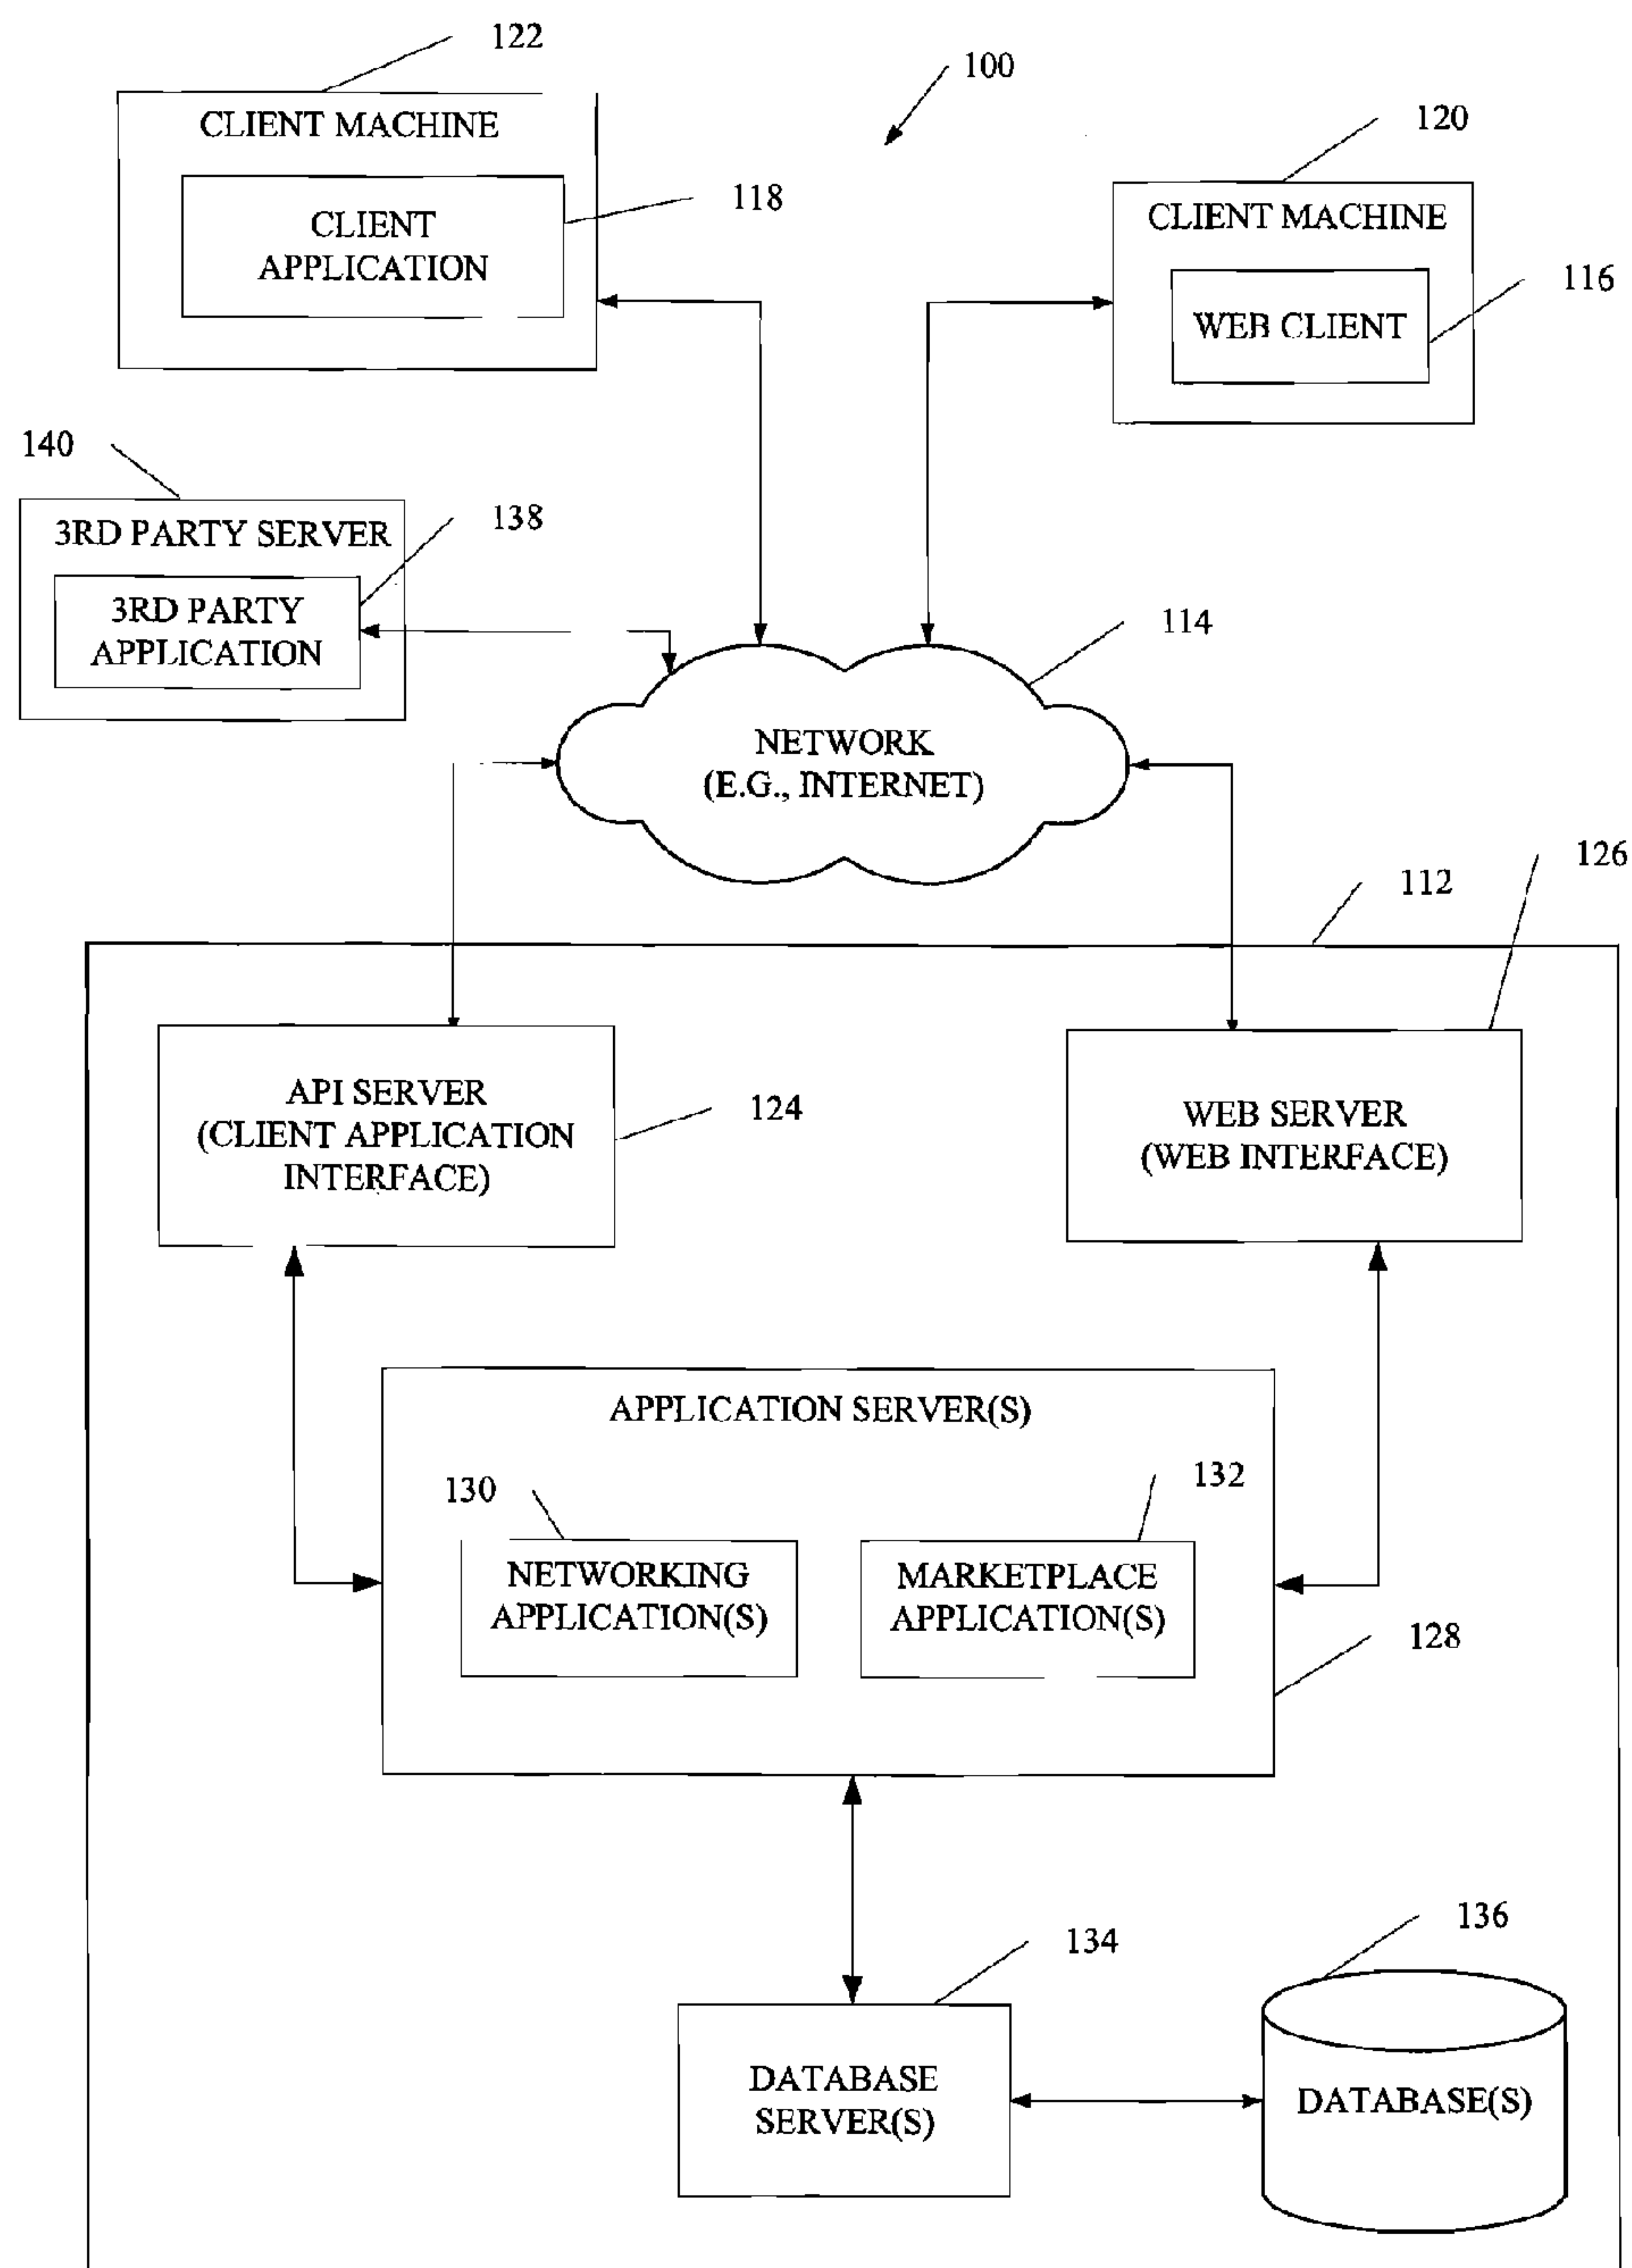 122
100
CLIENT MACHINE
120
118
CLIENT
APPLICATION
CLIENT MACHINE
116
WEB CLIENT
140
3RD PARTY SERVER
138
3RD PARTY
APPLICATION
114
NETWORK
(E.G., INTERNET)
126
112
API SERVER
(CLIENT APPLICATION
INTERFACE)
124
WEB SERVER
(WEB INTERFACE)
APPLICATION SERVER(S)
130
132
NETWORKING
APPLICATION(S)
MARKETPLACE
APPLICATION(S)
128
134
136
DATABASE
SERVER(S)
DATABASE(S)